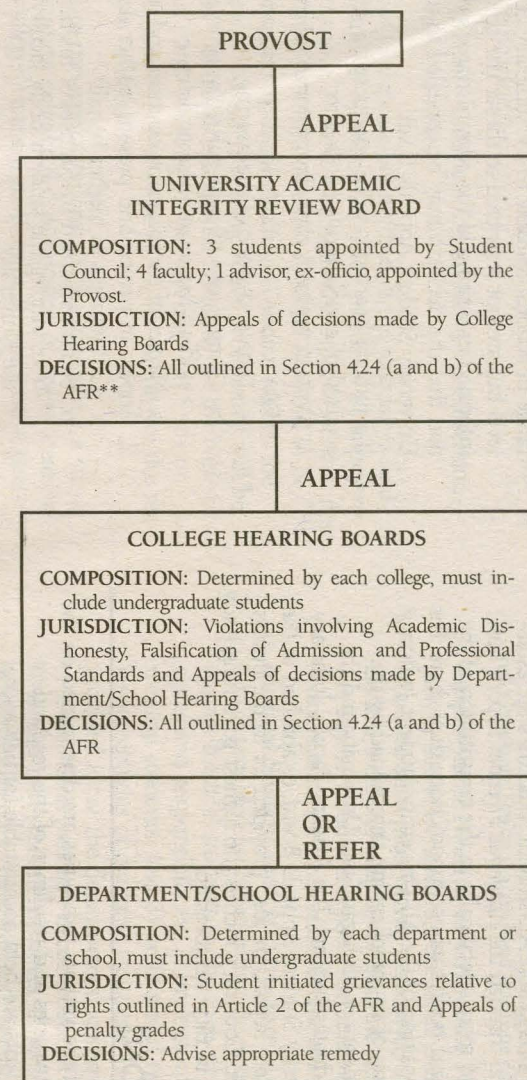 PROVOST
APPEAL
UNIVERSITY ACADEMIC
INTEGRITY REVIEW BOARD
COMPOSITION: 3 students appointed by Student
Council; 4 faculty; 1 advisor, ex-officio, appointed by the
Provost.
JURISDICTION: Appeals of decisions made by College
Hearing Boards
DECISIONS: All outlined in Section 4.2.4 (a and b) of the
AFR**
APPEAL
COLLEGE HEARING BOARDS
COMPOSITION: Determined by each college, must in-
clude undergraduate students
JURISDICTION: Violations involving Academic Dis-
honesty, Falsification of Admission and Professional
Standards and Appeals of decisions made by Depart-
ment/School Hearing Boards
DECISIONS: All outlined in Section 4.2.4 (a and b) of the
AFR
APPEAL
OR
REFER
DEPARTMENT/SCHOOL HEARING BOARDS
COMPOSITION: Determined by each department or
school, must include undergraduate students
JURISDICTION: Student initiated grievances relative to
rights outlined in Article 2 of the AFR and Appeals of
penalty grades
DECISIONS: Advise appropriate remedy